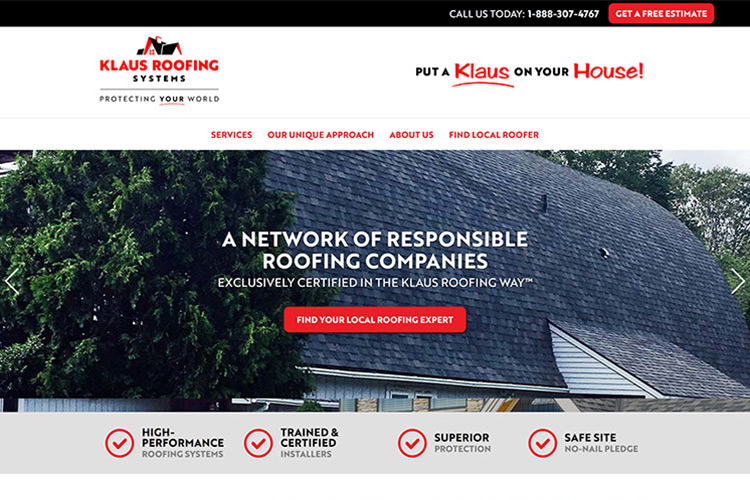 CALL US TODAY: 1-888-307-4767 GET A FREE ESTIMATE
KLAUS ROOFING
SYSTEMS
PROTECTING YOUR WORLD
PUT A Klaus ON YOUR House!
SERVICES OUR UNIQUE APPROACH ABOUT US FIND LOCAL ROOFER
A NETWORK OF RESPONSIBLE
ROOFING COMPANIES
EXCLUSIVELY CERTIFIED IN THE KLAUS ROOFING WAY™
FIND YOUR LOCAL ROOFING EXPERT
HIGH-
PERFORMANCE
ROOFING SYSTEMS
TRAINED &
CERTIFIED
INSTALLERS
SUPERIOR
PROTECTION
SAFE SITE
NO-NAIL PLEDGE